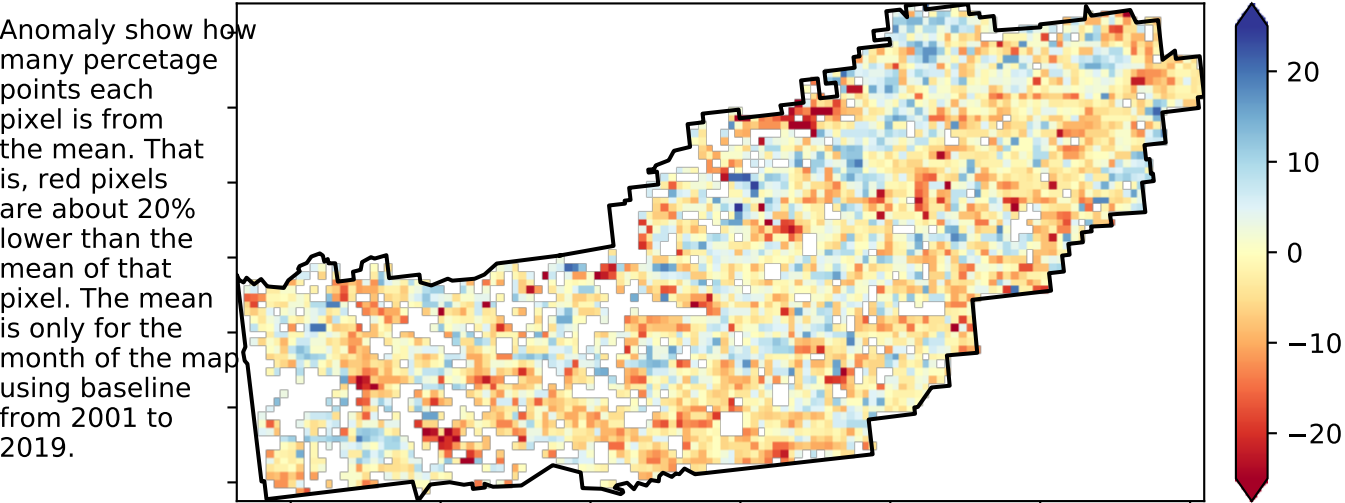 Anomaly show how
many percetage
points each
pixel is from
the mean. That
is, red pixels
are about 20%
lower than the
mean of that
pixel. The mean
is only for the
month of the map
using baseline
from 2001 to
2019.
20
10
0
−10
−20